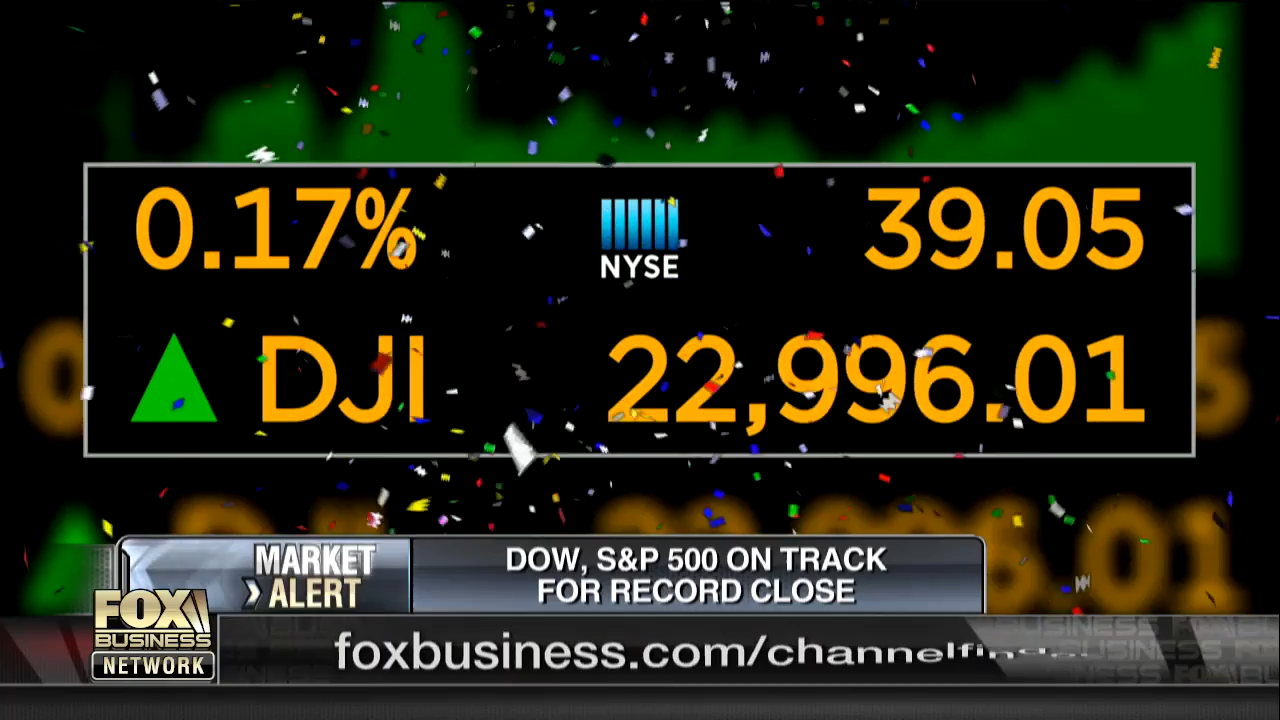 0.17%
NYSE
39.05
DJI
22,996.01
MARKET
ALERT
DOW, S&P 500 ON TRACK
FOR RECORD CLOSE
FOX
BUSINESS
NETWORK
foxbusiness.com/channelfinde